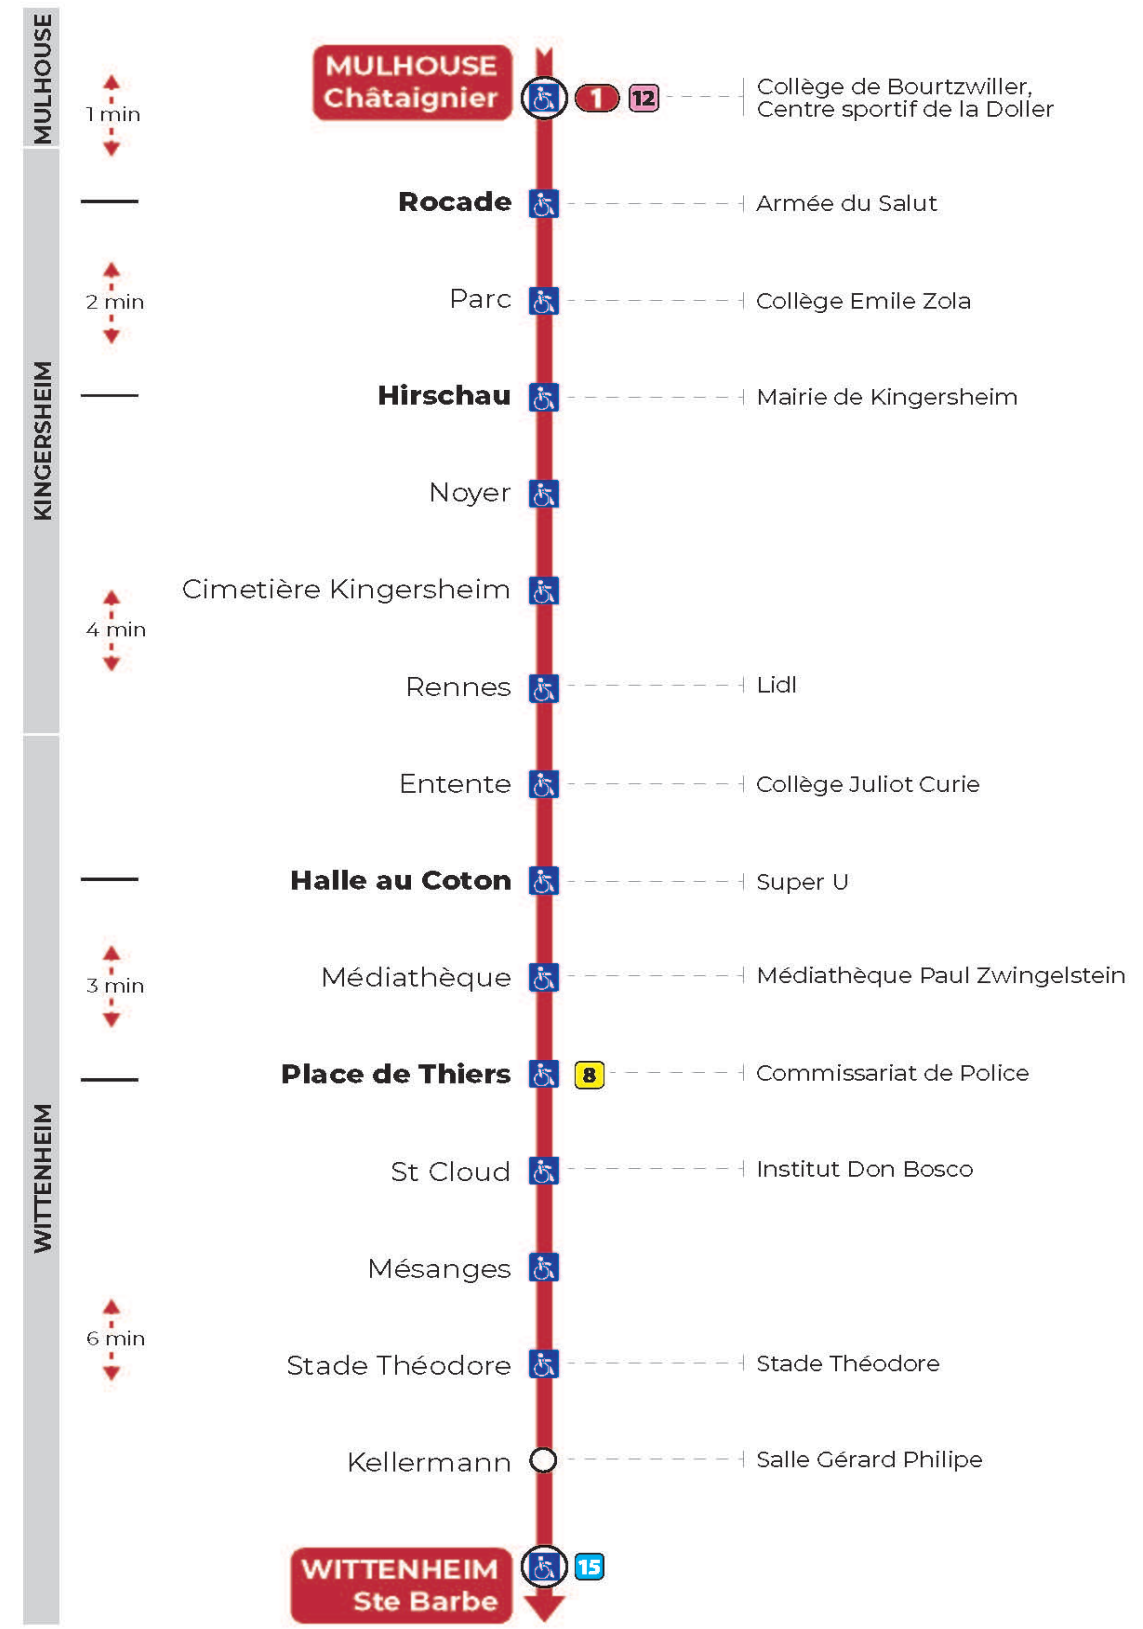 MULHOUSE
1 min
MULHOUSE
Châtaignier
1 12
Collège de Bourtzwiller,
Centre sportif de la Doller
KINGERSHEIM
Rocade
Armée du Salut
2 min
Parc
Collège Emile Zola
Hirschau
Mairie de Kingersheim
Noyer
Cimetière Kingersheim
4 min
Rennes
Lidl
WITTENHEIM
Entente
Collège Juliot Curie
Halle au Coton
Super U
3 min
Médiathèque
Médiathèque Paul Zwingelstein
Place de Thiers
8
Commissariat de Police
St Cloud
Institut Don Bosco
Mésanges
6 min
Stade Théodore
Stade Théodore
Kellermann
Salle Gérard Philipe
WITTENHEIM
Ste Barbe
15